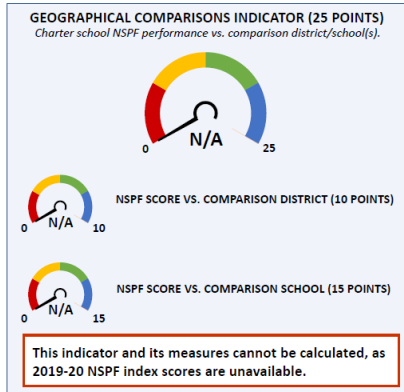 GEOGRAPHICAL COMPARISONS INDICATOR (25 POINTS)
Charter school NSPF performance vs. comparison district/school(s).
N/A
0
25
NSPF SCORE VS. COMPARISON DISTRICT (10 POINTS)
N/A
0
10
NSPF SCORE VS. COMPARISON SCHOOL (15 POINTS)
N/A
0
15
This indicator and its measures cannot be calculated, as
2019-20 NSPF index scores are unavailable.